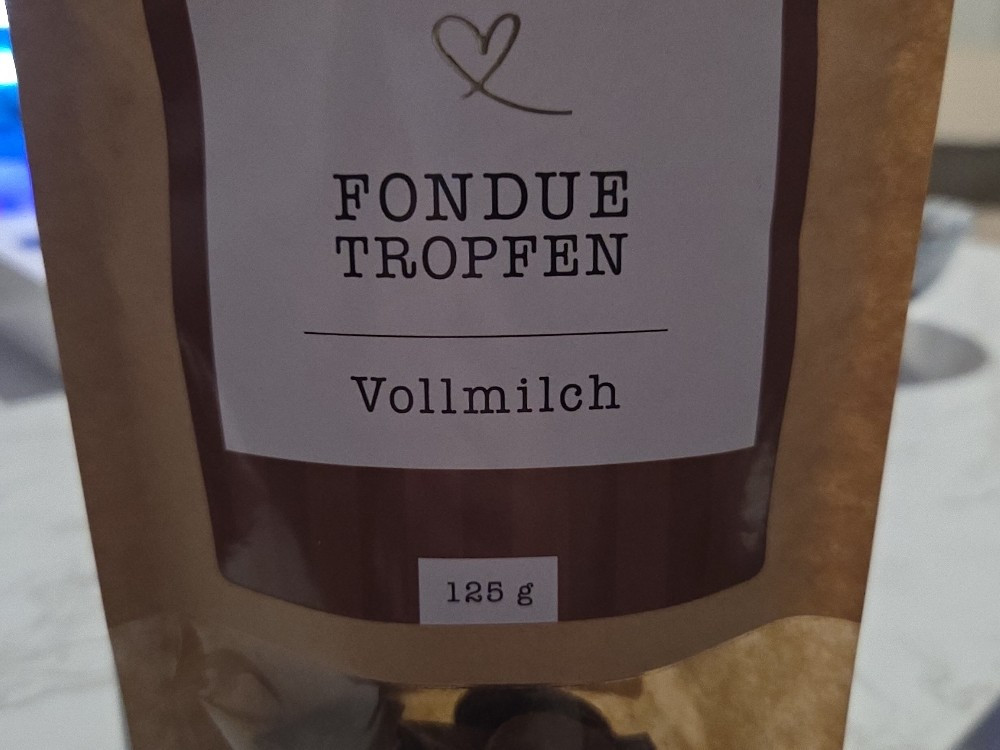 FONDUE
TROPFEN
Vollmilch
125 g